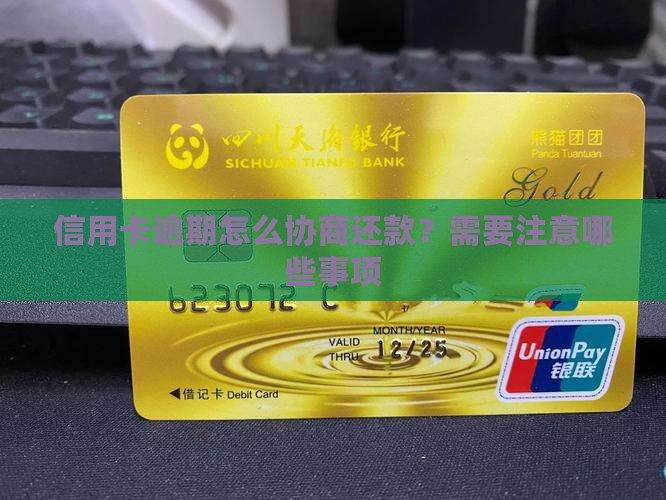 四川天府银行
SICHUAN TIANFU BANK
熊猫团团
Panda Tuantuan
Gold
信用卡逾期怎么协商还款？需要注意哪
些事项
623072 C
MONTH/YEAR
VALID
THRU 12/25
UnionPay
银联
借记卡 Debit Card